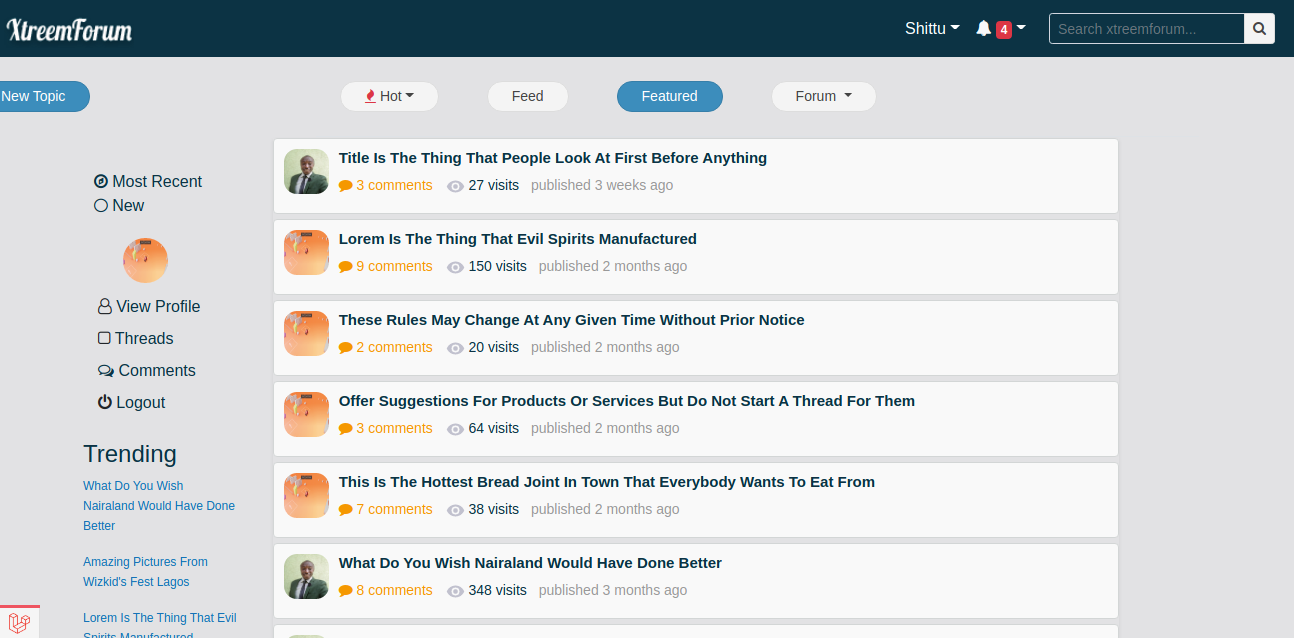 XtreemForum
Shittu
4
Search xtreemforum...
New Topic
Hot
Feed
Featured
Forum
Most Recent
New
View Profile
Threads
Comments
Logout
Trending
What Do You Wish
Nairaland Would Have Done
Better
Amazing Pictures From
Wizkid's Fest Lagos
Lorem Is The Thing That Evil
Spirits Manufactured
Title Is The Thing That People Look At First Before Anything
3 comments 27 visits published 3 weeks ago
Lorem Is The Thing That Evil Spirits Manufactured
9 comments 150 visits published 2 months ago
These Rules May Change At Any Given Time Without Prior Notice
2 comments 20 visits published 2 months ago
Offer Suggestions For Products Or Services But Do Not Start A Thread For Them
3 comments 64 visits published 2 months ago
This Is The Hottest Bread Joint In Town That Everybody Wants To Eat From
7 comments 38 visits published 2 months ago
What Do You Wish Nairaland Would Have Done Better
8 comments 348 visits published 3 months ago